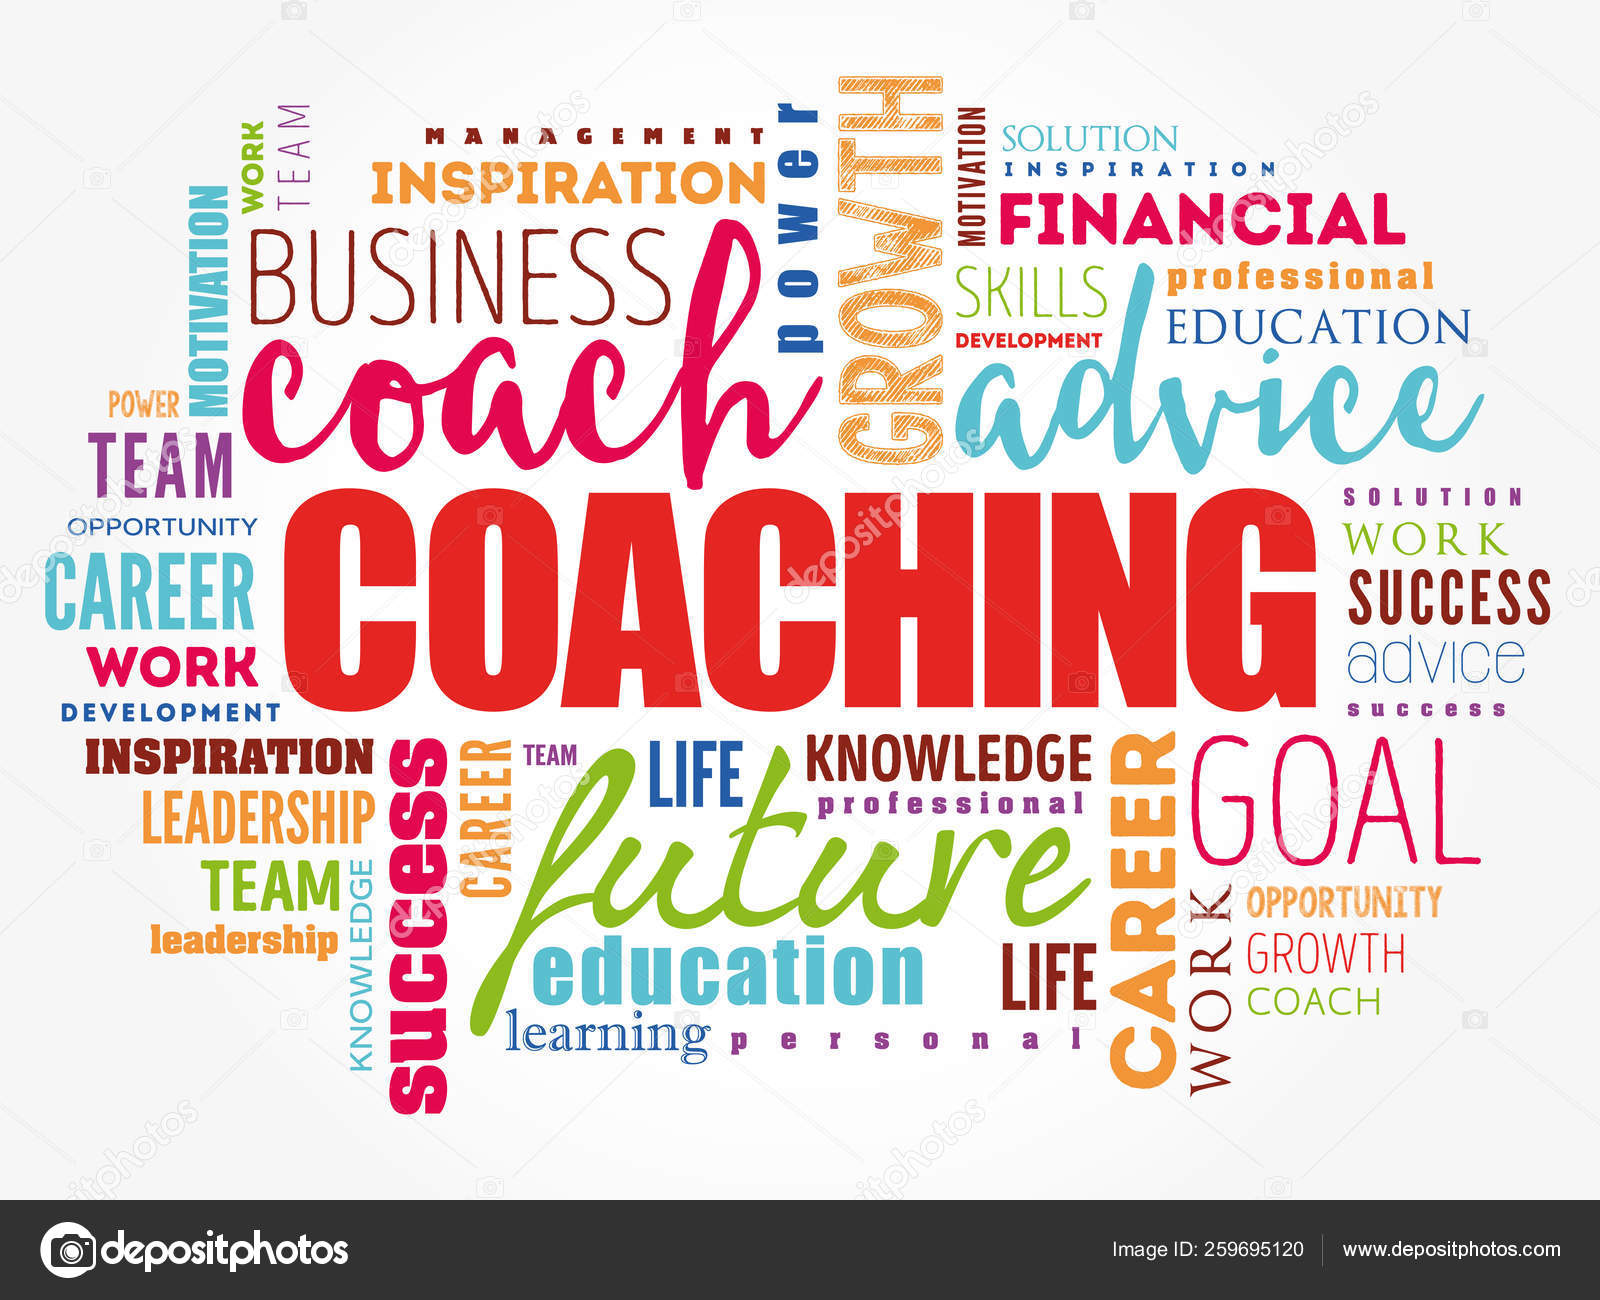 WORK
TEAM
MANAGEMENT
INSPIRATION
power
GROWTH
MOTIVATION
SOLUTION
INSPIRATION
FINANCIAL
MOTIVATION
BUSINESS
SKILLS
professional
DEVELOPMENT
EDUCATION
POWER
coach
advice
TEAM
OPPORTUNITY
CAREER
WORK
DEVELOPMENT
COACHING
SOLUTION
WORK
SUCCESS
advice
success
INSPIRATION
LEADERSHIP
TEAM
leadership
KNOWLEDGE
success
CAREER
TEAM
LIFE
KNOWLEDGE
professional
future
education
learning
personal
LIFE
CAREER
GOAL
WORK
OPPORTUNITY
GROWTH
COACH
depositphotos
Image ID: 259695120
www.depositphotos.com